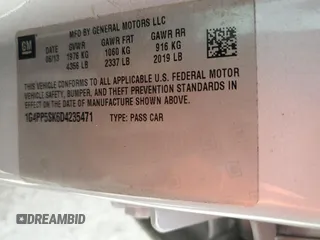 MFD BY GENERAL MOTORS LLC
GM DATE GVWR GAWR FRT GAWR RR
06/13 1976 KG 1060 KG 916 KG
4356 LB 2337 LB 2019 LB
THIS VEHICLE CONFORMS TO ALL APPLICABLE U.S. FEDERAL MOTOR
VEHICLE SAFETY, BUMPER, AND THEFT PREVENTION STANDARDS IN
EFFECT ON THE DATE OF MANUFACTURE SHOWN ABOVE.
1G4PP5SK6D4235471 TYPE: PASS CAR
DREAMBID